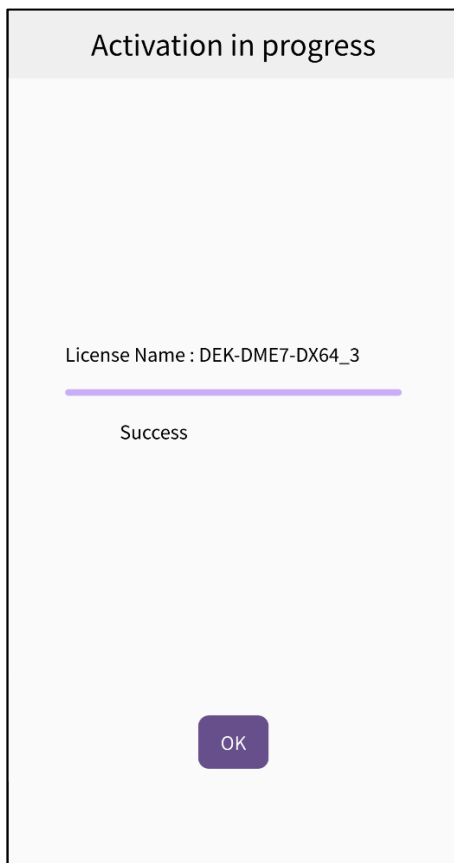 Activation in progress
License Name : DEK-DME7-DX64_3
Success
OK